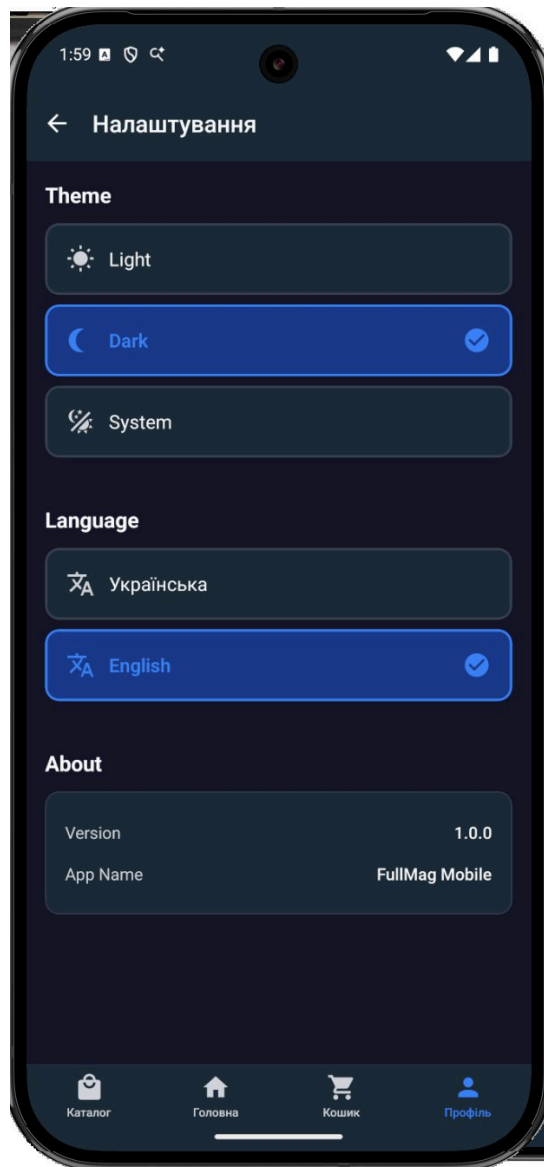 1:59
Налаштування
Theme
Light
Dark
System
Language
Українська
English
About
Version 1.0.0
App Name FullMag Mobile
Каталог Головна Кошик Профіль